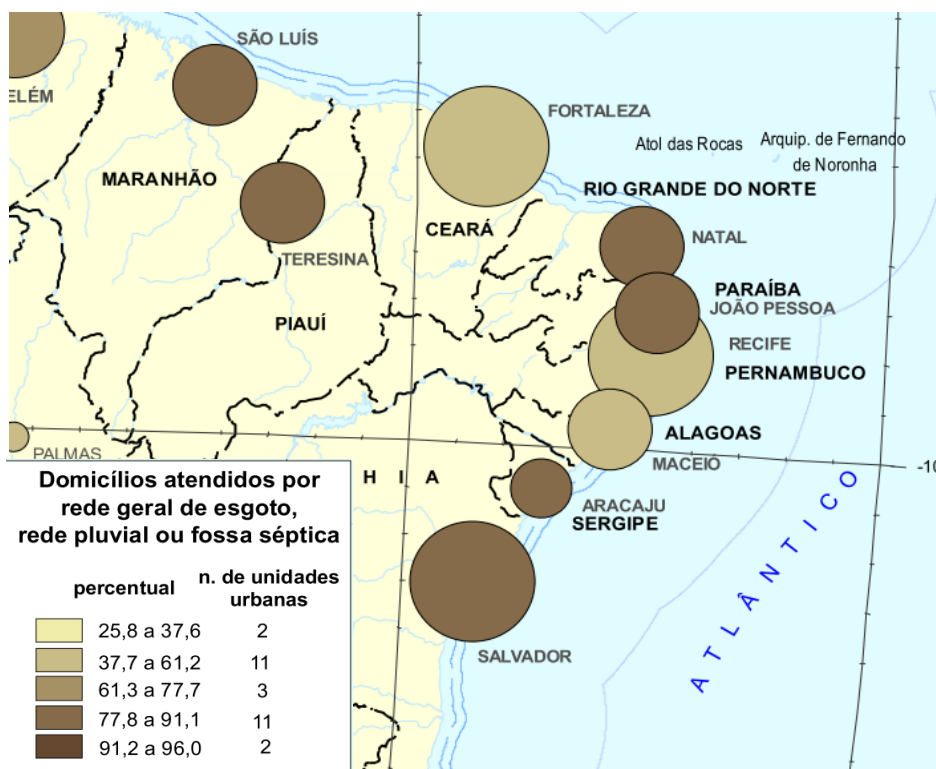 SÃO LUÍS
ELÉM
FORTALEZA
Atol das Rocas
Arquip. de Fernando
de Noronha
MARANHÃO
RIO GRANDE DO NORTE
CEARÁ
NATAL
TERESINA
PARAÍBA
JOÃO PESSOA
PIAUÍ
RECIFE
PERNAMBUCO
ALAGOAS
PALMAS
MACEIÓ
-10
H I A
ARACAJU
SERGIPE
ATLÂNTICO
SALVADOR
Domicílios atendidos por
rede geral de esgoto,
rede pluvial ou fossa séptica
percentual
n. de unidades
urbanas
25,8 a 37,6 2
37,7 a 61,2 11
61,3 a 77,7 3
77,8 a 91,1 11
91,2 a 96,0 2